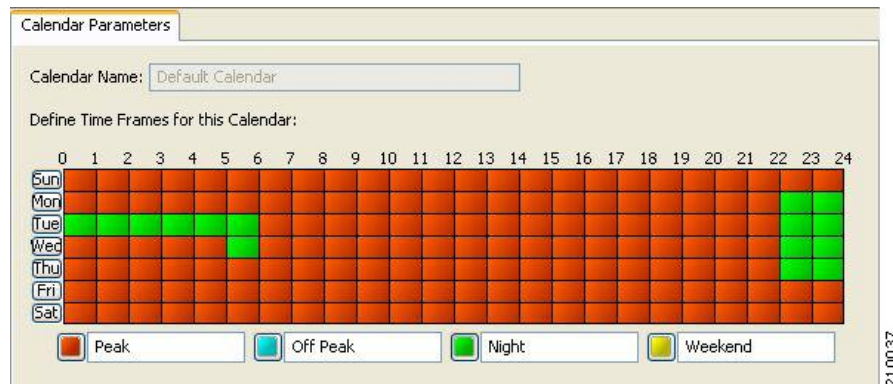 Calendar Parameters
Calendar Name: Default Calendar
Define Time Frames for this Calendar:
0 1 2 3 4 5 6 7 8 9 10 11 12 13 14 15 16 17 18 19 20 21 22 23 24
Sun
Mon
Tue
Wed
Thu
Fri
Sat
Peak Off Peak Night Weekend
210037